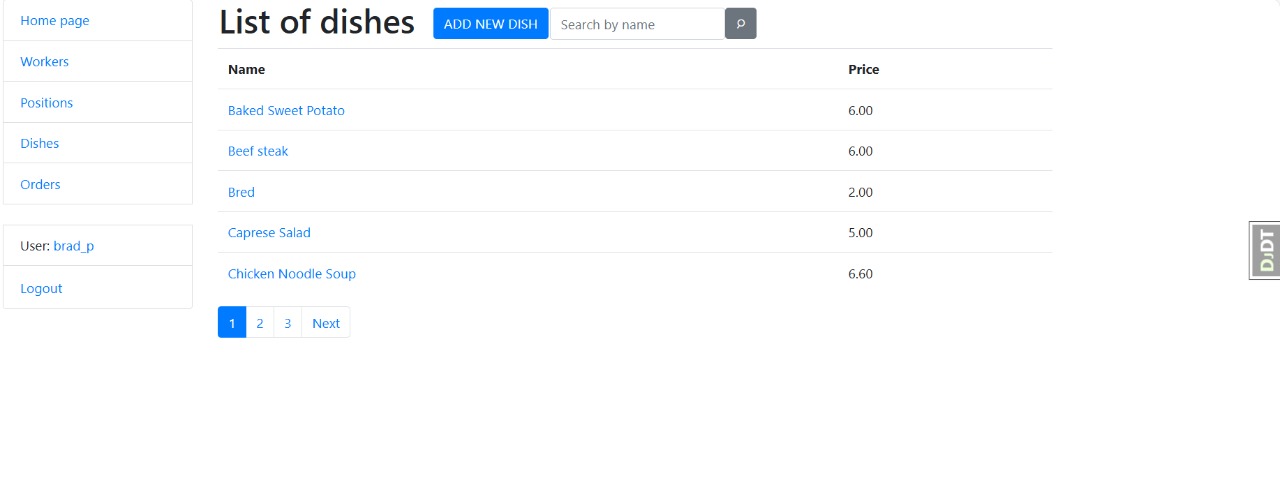 Home page
Workers
Positions
Dishes
Orders
User: brad_p
Logout
List of dishes
ADD NEW DISH
Search by name
Name Price
Baked Sweet Potato 6.00
Beef steak 6.00
Bred 2.00
Caprese Salad 5.00
Chicken Noodle Soup 6.60
1 2 3 Next
DJDT